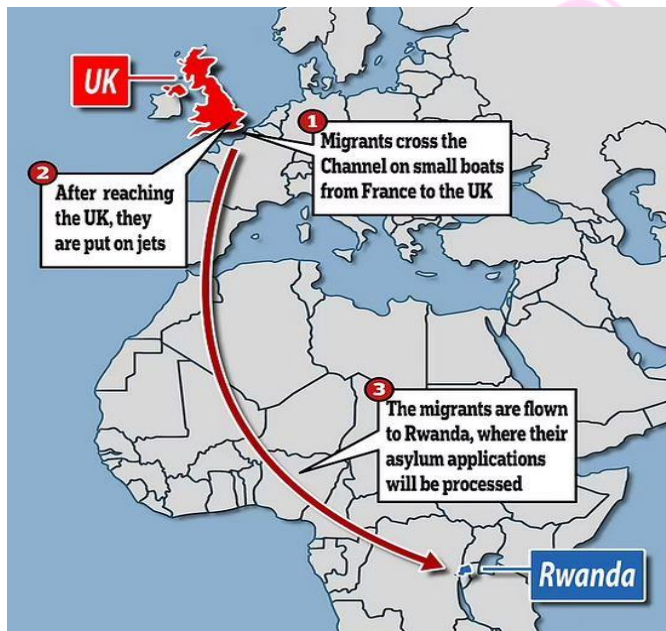 UK
1
Migrants cross the
Channel on small boats
from France to the UK
2
After reaching
the UK, they
are put on jets
3
The migrants are flown
to Rwanda, where their
asylum applications
will be processed
Rwanda